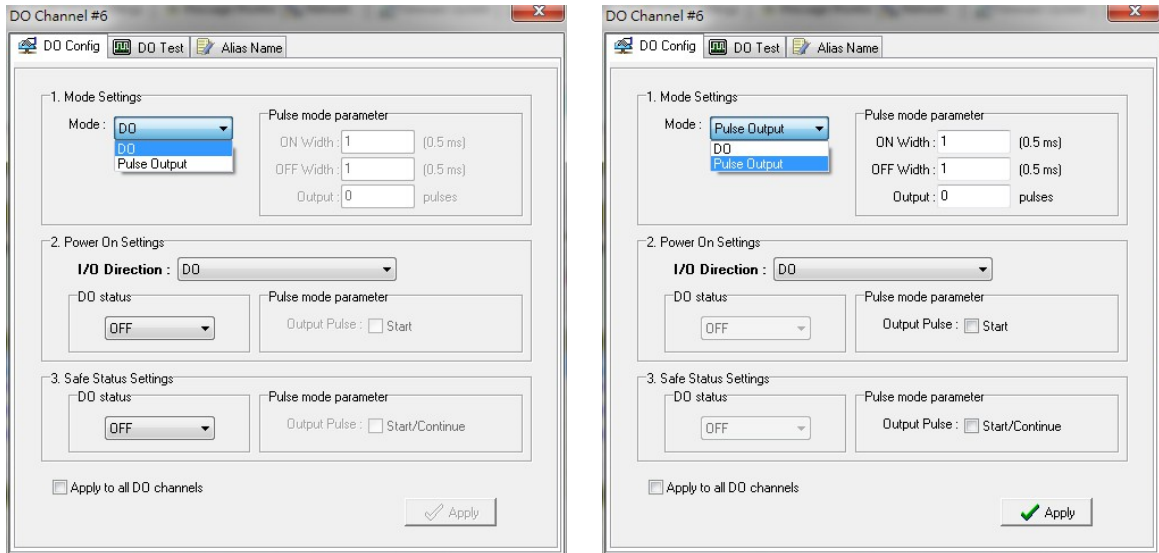 DO Channel #6
DO Config DO Test Alias Name
1. Mode Settings
Mode : DO
DO
Pulse Output
Pulse mode parameter
ON Width : 1 (0.5 ms)
OFF Width : 1 (0.5 ms)
Output : 0 pulses
2. Power On Settings
I/O Direction : DO
DO status
OFF
Pulse mode parameter
Output Pulse : Start
3. Safe Status Settings
DO status
OFF
Pulse mode parameter
Output Pulse : Start/Continue
Apply to all DO channels
Apply
DO Channel #6
DO Config DO Test Alias Name
1. Mode Settings
Mode : Pulse Output
DO
Pulse Output
Pulse mode parameter
ON Width : 1 (0.5 ms)
OFF Width : 1 (0.5 ms)
Output : 0 pulses
2. Power On Settings
I/O Direction : DO
DO status
OFF
Pulse mode parameter
Output Pulse : Start
3. Safe Status Settings
DO status
OFF
Pulse mode parameter
Output Pulse : Start/Continue
Apply to all DO channels
Apply